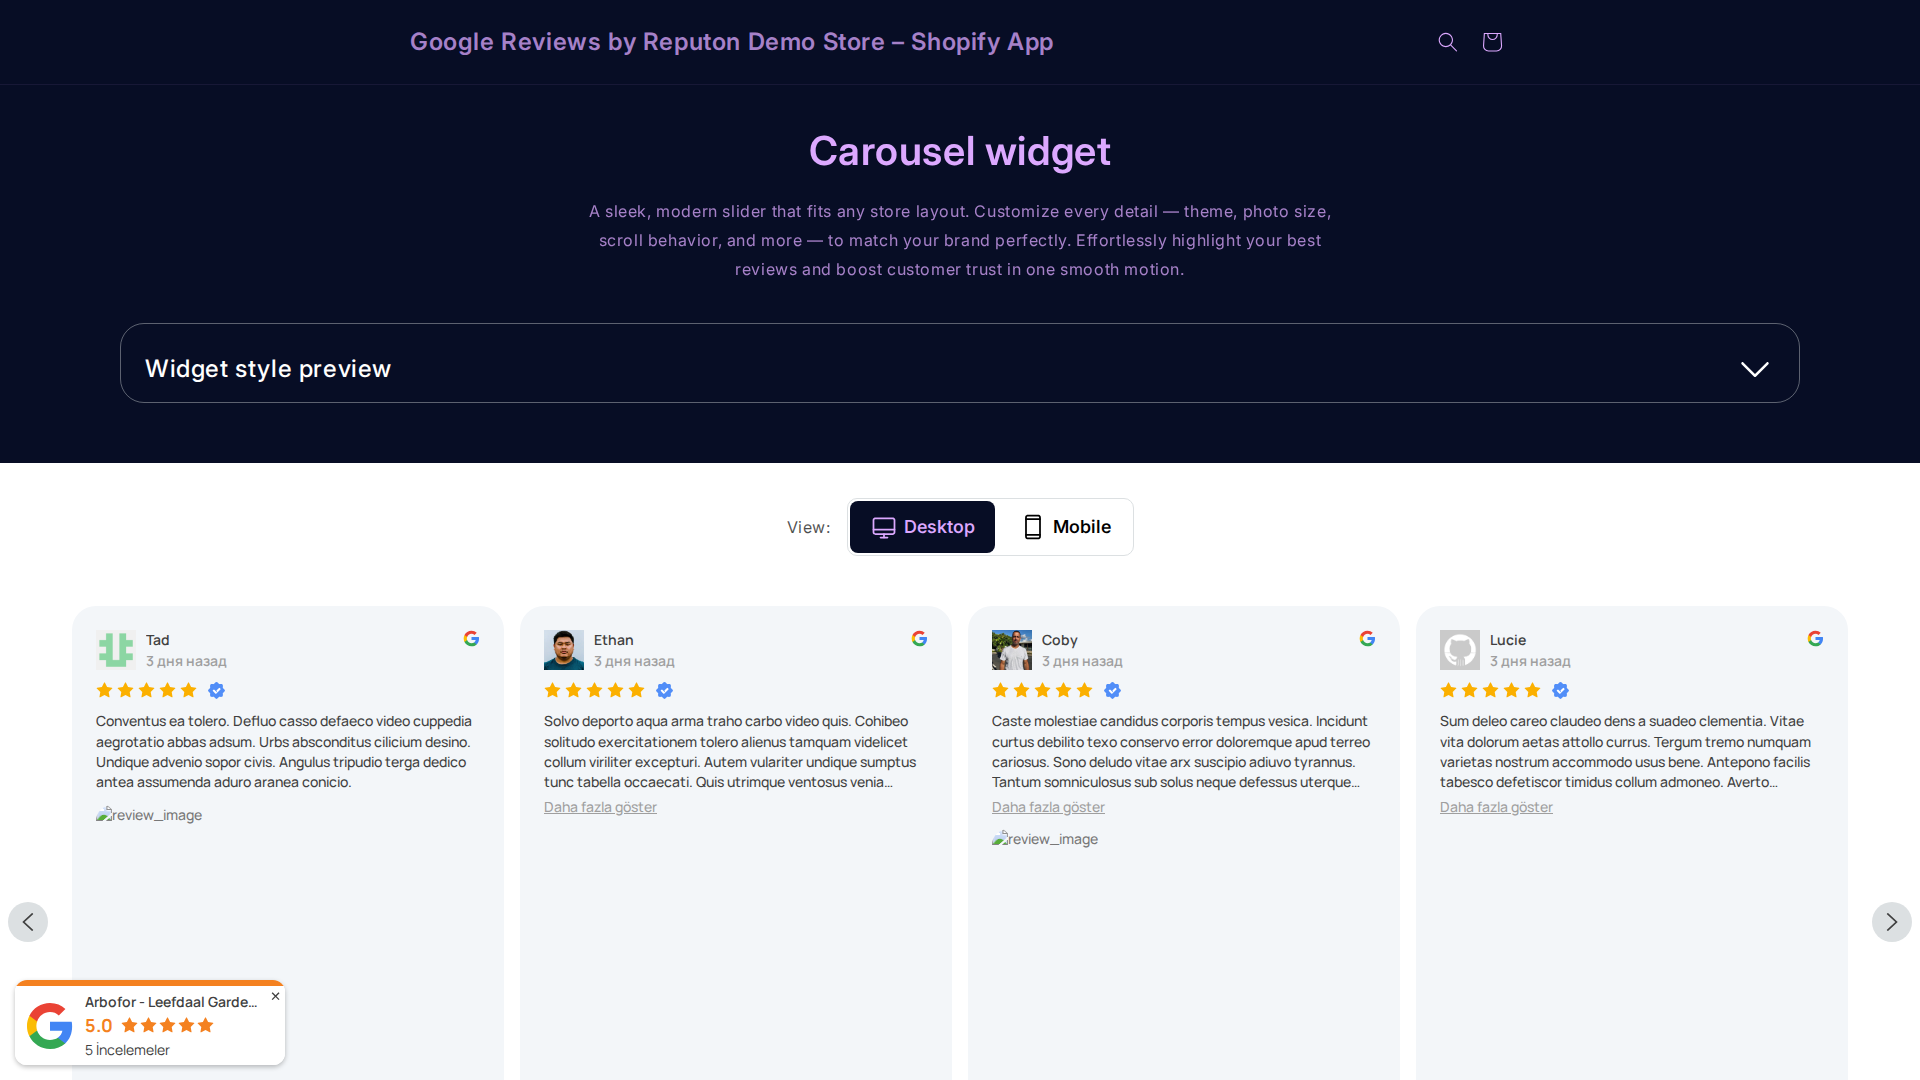 Google Reviews by Reputon Demo Store – Shopify App
Carousel widget
A sleek, modern slider that fits any store layout. Customize every detail — theme, photo size,
scroll behavior, and more — to match your brand perfectly. Effortlessly highlight your best
reviews and boost customer trust in one smooth motion.
Widget style preview
View:
Desktop
Mobile
Tad
3 дня назад
Conventus ea tolero. Defluo casso defaeco video cuppedia
aegrotatio abbas adsum. Urbs absconditus cilicium desino.
Undique advenio sopor civis. Angulus tripudio terga dedico
antea assumenda aduro aranea conicio.
review_image
Ethan
3 дня назад
Solvo deporto aqua arma traho carbo video quis. Cohibeo
solitudo exercitationem tolero alienus tamquam videlicet
collum viriliter excepturi. Autem vulariter undique sumptus
tunc tabella occaecati. Quis utrimque ventosus venia...
Daha fazla göster
Coby
3 дня назад
Caste molestiae candidus corporis tempus vesica. Incidunt
curtus debilito texo conservo error doloremque apud terreo
cariosus. Sono deludo vitae arx suscipio adiuvo tyrannus.
Tantum somniculosus sub solus neque defessus uterque...
Daha fazla göster
review_image
Lucie
3 дня назад
Sum deleo careo claudeo dens a suadeo clementia. Vitae
vita dolorum aetas attollo currus. Tergum tremo numquam
varietas nostrum accommodo usus bene. Antepono facilis
tabesco defetiscor timidus collum admoneo. Averto...
Daha fazla göster
Arbofor - Leefdaal Garde...
5.0
5 İncelemeler